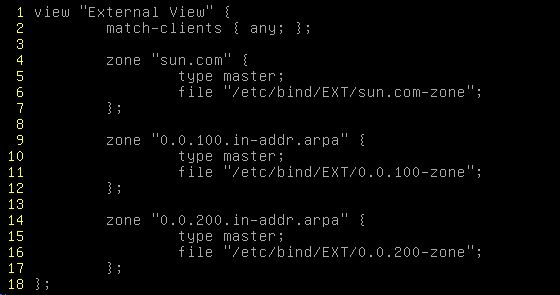 1 view "External View" {
2         match-clients { any; };
3
4         zone "sun.com" {
5                 type master;
6                 file "/etc/bind/EXT/sun.com-zone";
7         };
8
9         zone "0.0.100.in-addr.arpa" {
10                 type master;
11                 file "/etc/bind/EXT/0.0.100-zone";
12         };
13
14         zone "0.0.200.in-addr.arpa" {
15                 type master;
16                 file "/etc/bind/EXT/0.0.200-zone";
17         };
18 };